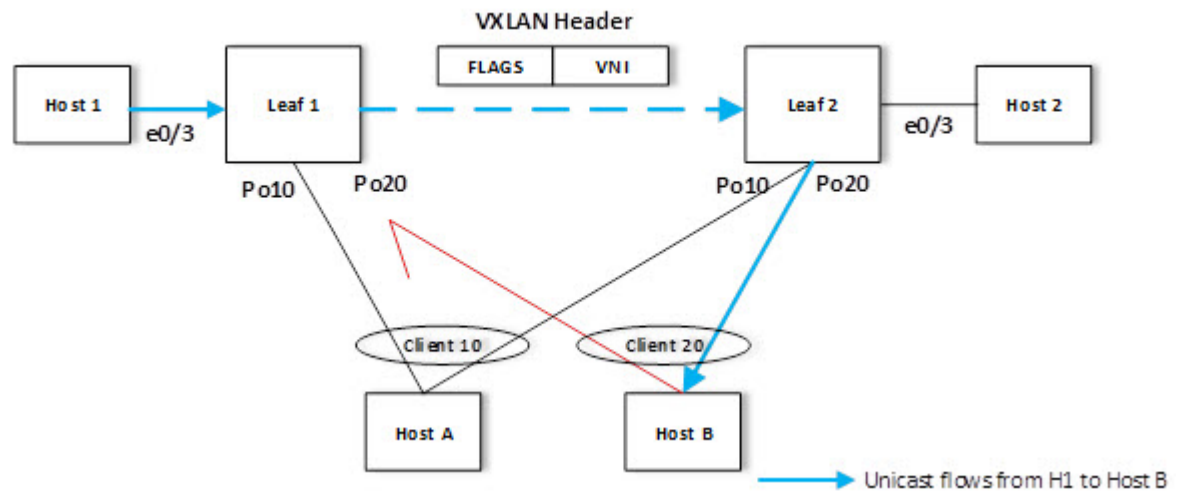 VXLAN Header
FLAGS VNI
Host 1 Leaf 1 Leaf 2 Host 2
e0/3 e0/3
Po10 Po20 Po10 Po20
Client 10 Client 20
Host A Host B
Unicast flows from H1 to Host B